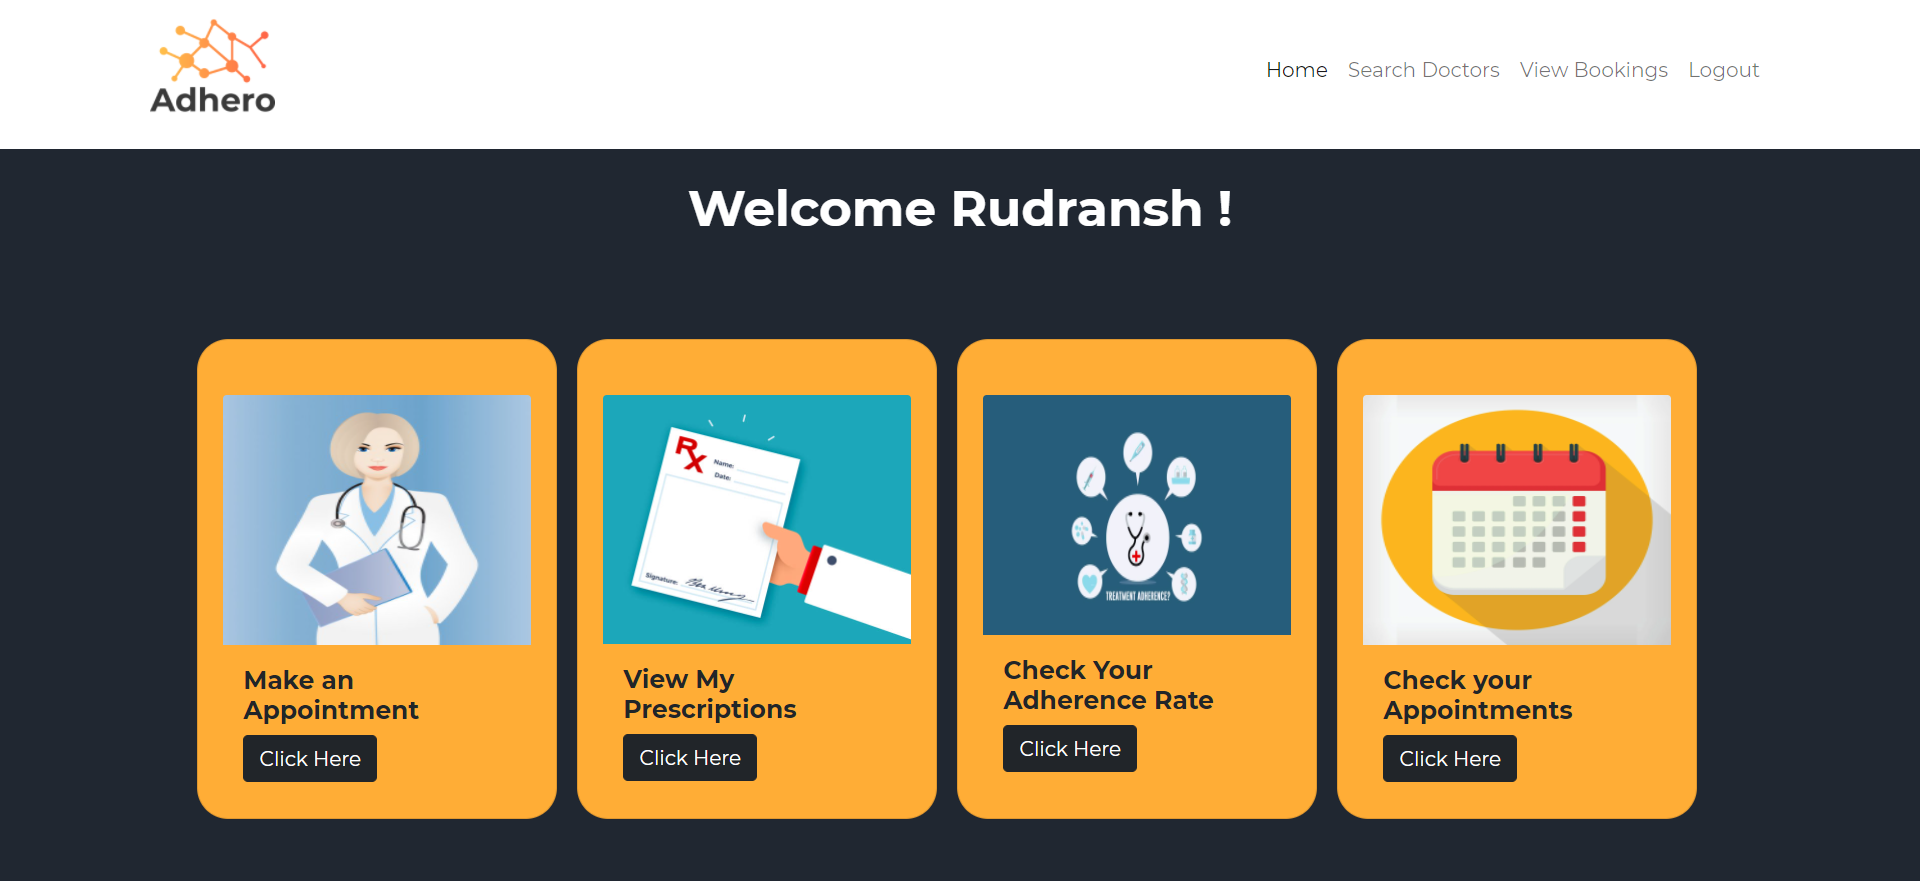 Adhero
Home Search Doctors View Bookings Logout
Welcome Rudransh !
Make an
Appointment
Click Here
Rx
Name:
Date:
Signature:
View My
Prescriptions
Click Here
TREATMENT ADHERENCE?
Check Your
Adherence Rate
Click Here
Check your
Appointments
Click Here